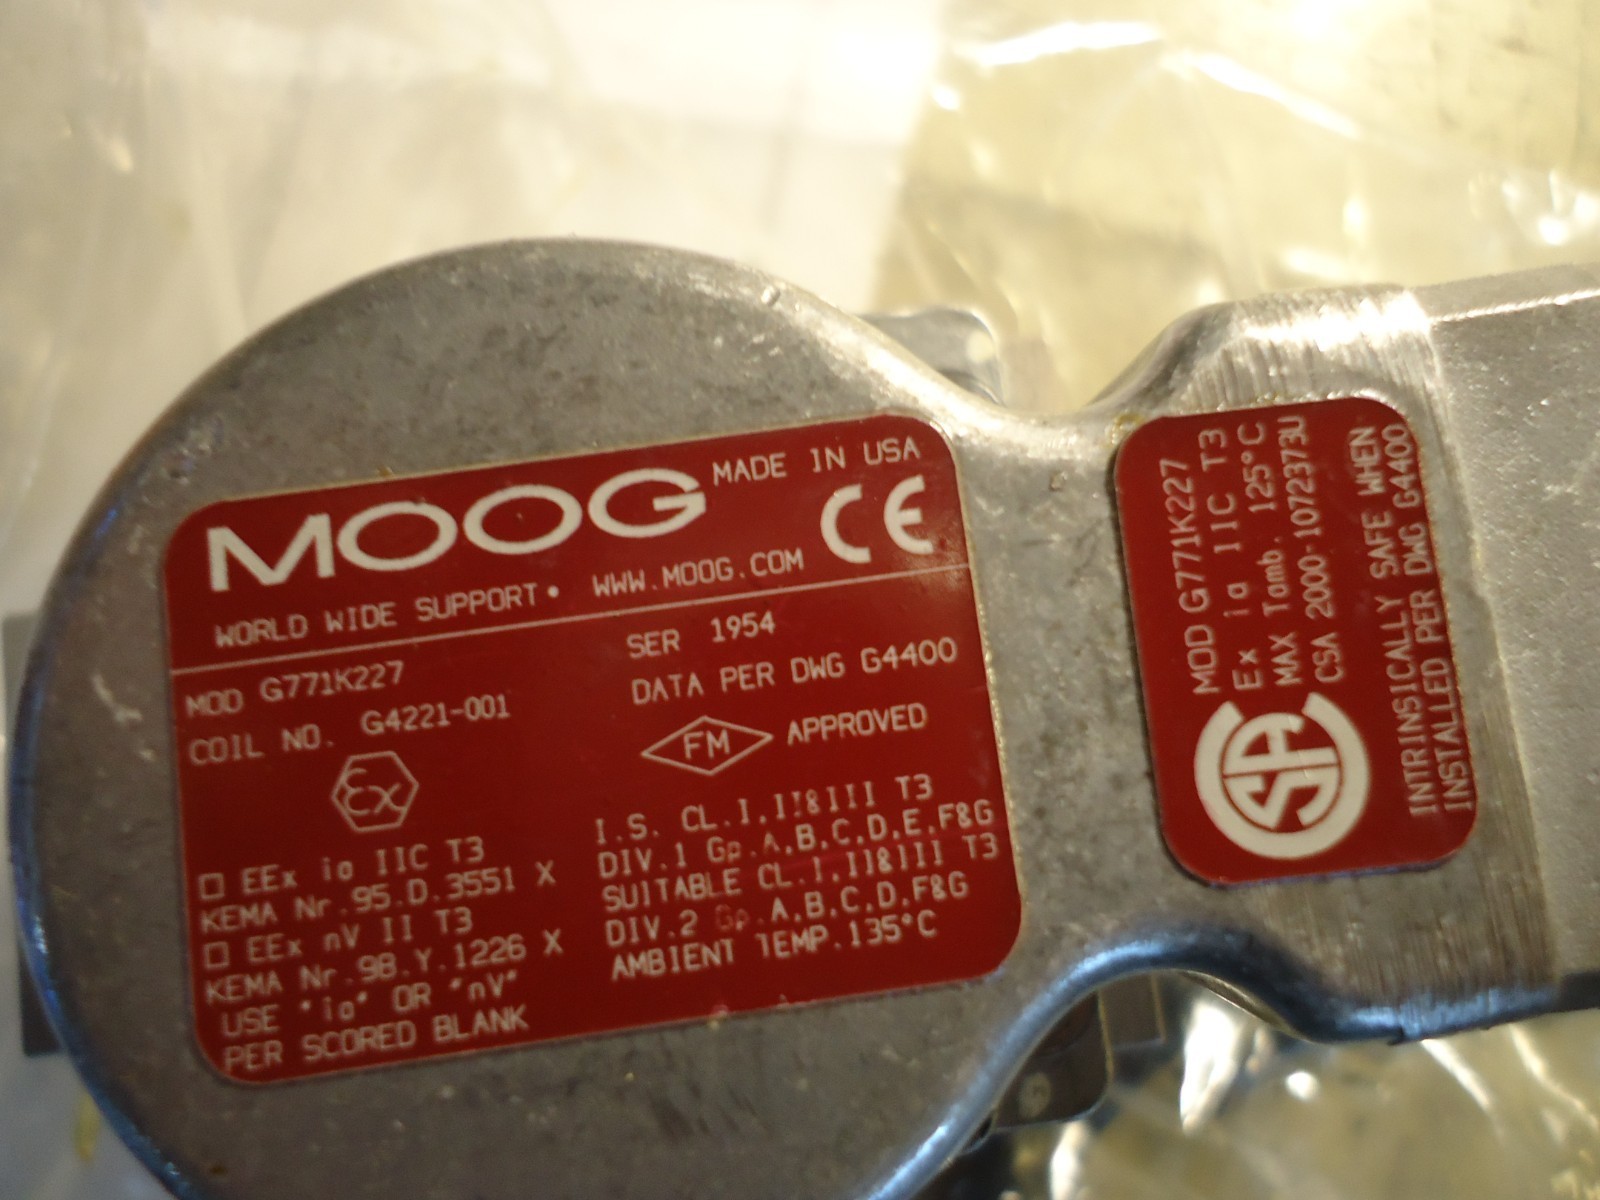 MOOG MADE IN USA
CE
WORLD WIDE SUPPORT• WWW.MOOG.COM
MOD G771K227
SER 1954
COIL NO. G4221-001
DATA PER DWG G4400
Ex
FM APPROVED
□ EEx ia IIC T3
KEMA Nr.95.D.3551 X
□ EEx nV II T3
KEMA Nr.98.Y.1226 X
USE "ia" OR "nV"
PER SCORED BLANK
I.S. CL.I,II&III T3
DIV.1 Gp.A,B,C,D,E,F&G
SUITABLE CL.I,II&III T3
DIV.2 Gp.A,B,C,D,F&G
AMBIENT TEMP.135°C
MOD G771K227
Ex ia IIC T3
MAX Tamb. 125°C
CSA 2000-1072373U
SA
INTRINSICALLY SAFE WHEN
INSTALLED PER DWG G4400